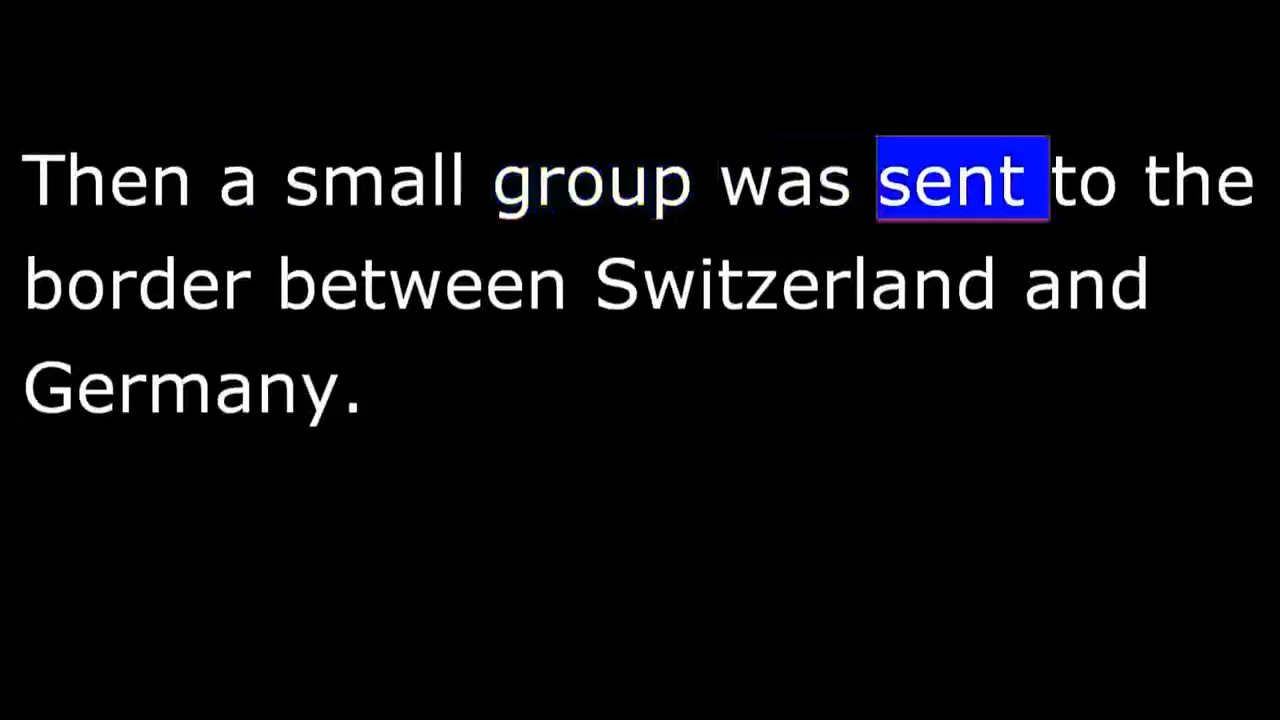 Then a small group was sent to the
border between Switzerland and
Germany.